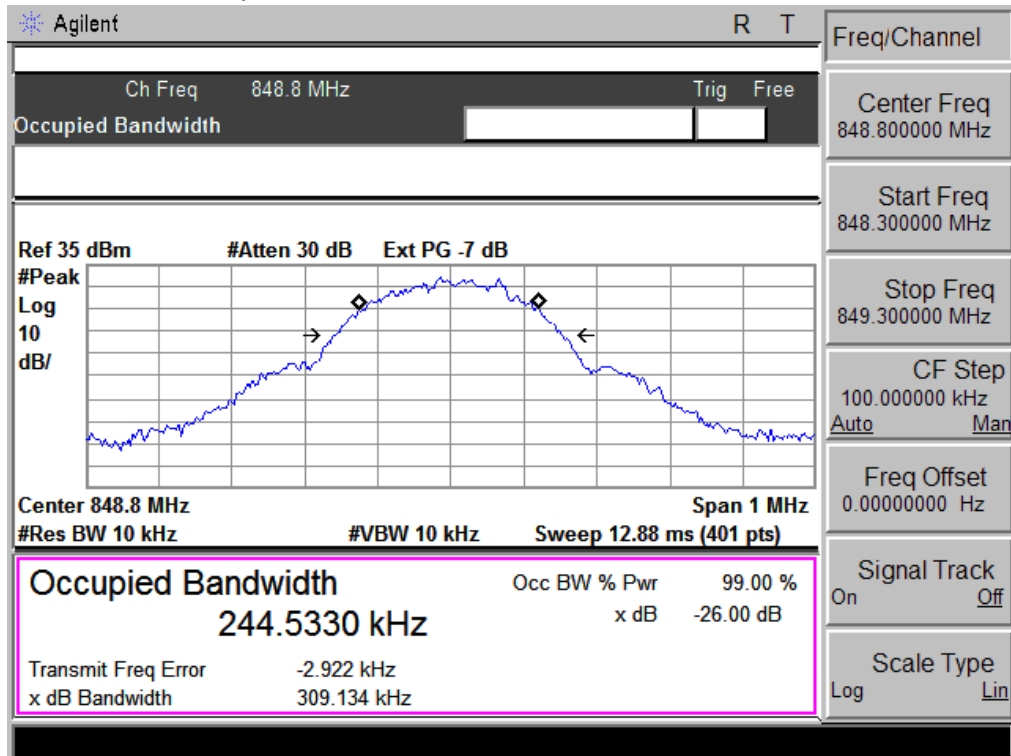 Agilent R T
Ch Freq 848.8 MHz Trig Free
Occupied Bandwidth
Ref 35 dBm #Atten 30 dB Ext PG -7 dB
#Peak
Log
10
dB/
Center 848.8 MHz Span 1 MHz
#Res BW 10 kHz #VBW 10 kHz Sweep 12.88 ms (401 pts)
Occupied Bandwidth
244.5330 kHz
Occ BW % Pwr 99.00 %
x dB -26.00 dB
Transmit Freq Error -2.922 kHz
x dB Bandwidth 309.134 kHz
Freq/Channel
Center Freq
848.800000 MHz
Start Freq
848.300000 MHz
Stop Freq
849.300000 MHz
CF Step
100.000000 kHz
Auto Man
Freq Offset
0.00000000 Hz
Signal Track
On Off
Scale Type
Log Lin